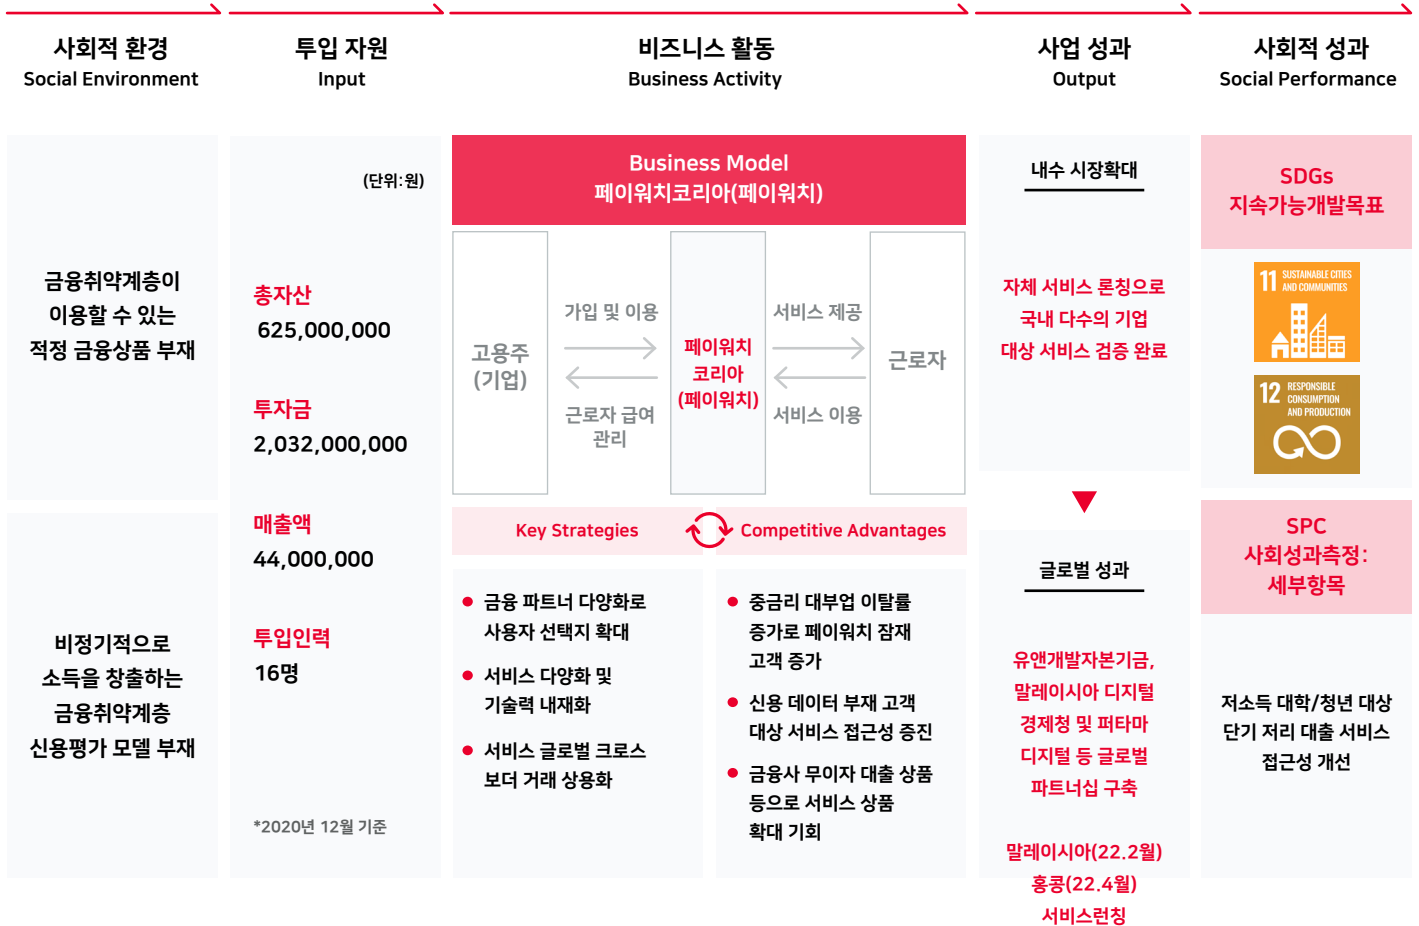 사회적 환경
Social Environment
투입 자원
Input
비즈니스 활동
Business Activity
사업 성과
Output
사회적 성과
Social Performance
금융취약계층이
이용할 수 있는
적정 금융상품 부재
비정기적으로
소득을 창출하는
금융취약계층
신용평가 모델 부재
(단위:원)
총자산
625,000,000
투자금
2,032,000,000
매출액
44,000,000
투입인력
16명
*2020년 12월 기준
Business Model
페이워치코리아(페이워치)
고용주
(기업)
가입 및 이용
근로자 급여
관리
페이워치
코리아
(페이워치)
서비스 제공
서비스 이용
근로자
Key Strategies
Competitive Advantages
● 금융 파트너 다양화로
사용자 선택지 확대
● 서비스 다양화 및
기술력 내재화
● 서비스 글로벌 크로스
보더 거래 상용화
● 중금리 대부업 이탈률
증가로 페이워치 잠재
고객 증가
● 신용 데이터 부재 고객
대상 서비스 접근성 증진
● 금융사 무이자 대출 상품
등으로 서비스 상품
확대 기회
내수 시장확대
자체 서비스 론칭으로
국내 다수의 기업
대상 서비스 검증 완료
글로벌 성과
유앤개발자본기금,
말레이시아 디지털
경제청 및 퍼타마
디지털 등 글로벌
파트너십 구축
말레이시아(22.2월)
홍콩(22.4월)
서비스런칭
SDGs
지속가능개발목표
11 SUSTAINABLE CITIES
AND COMMUNITIES
12 RESPONSIBLE
CONSUMPTION
AND PRODUCTION
SPC
사회성과측정:
세부항목
저소득 대학/청년 대상
단기 저리 대출 서비스
접근성 개선